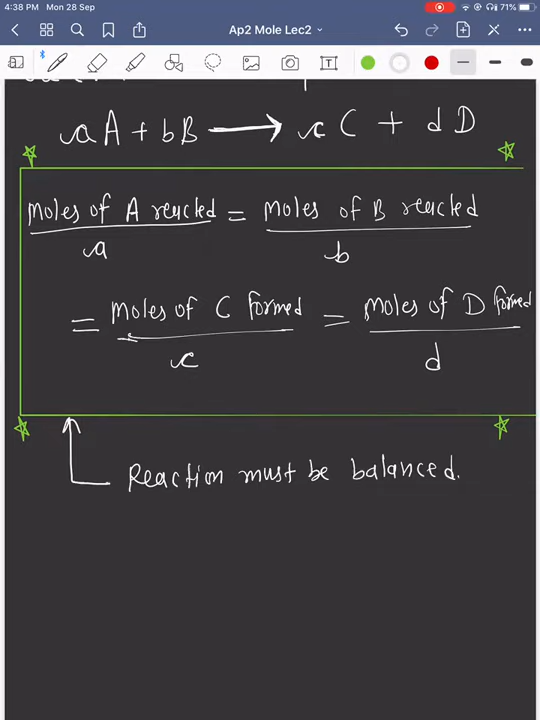 4:38 PM Mon 28 Sep
71%
Ap2 Mole Lec2
T
aA + bB → cC + dD
Moles of A reacted = Moles of B reacted
a b
= Moles of C formed = Moles of D formed
c d
Reaction must be balanced.